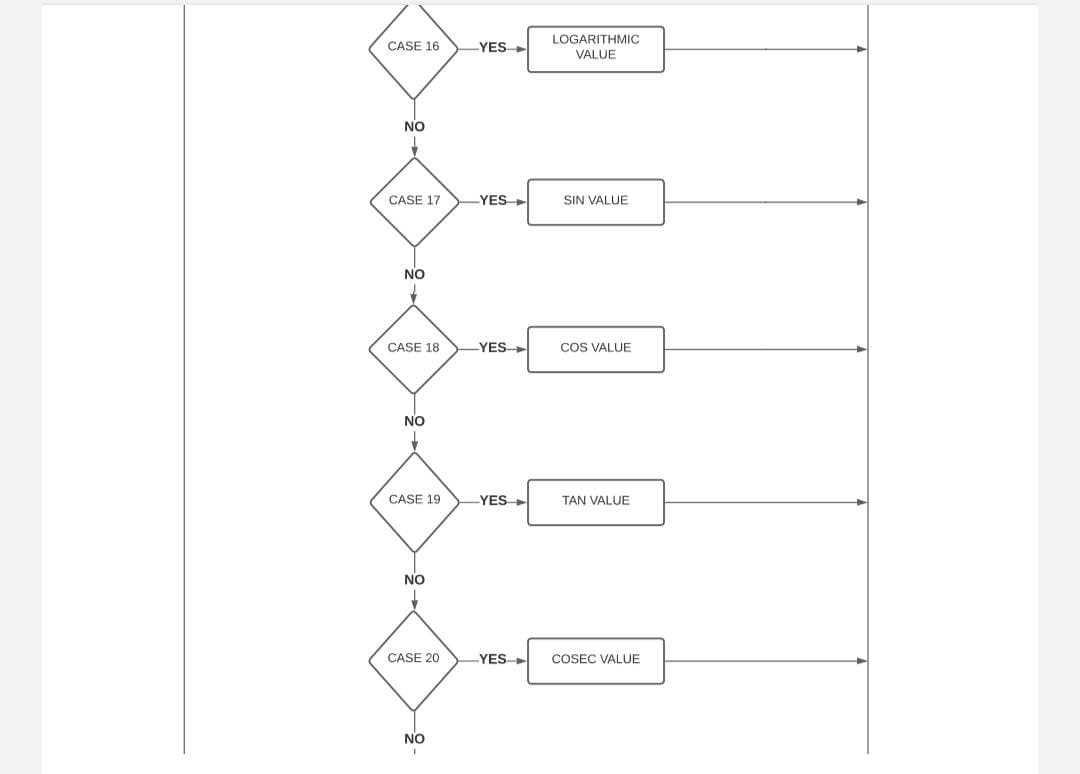 CASE 16
YES
LOGARITHMIC
VALUE
NO
CASE 17
YES
SIN VALUE
NO
CASE 18
YES
COS VALUE
NO
CASE 19
YES
TAN VALUE
NO
CASE 20
YES
COSEC VALUE
NO